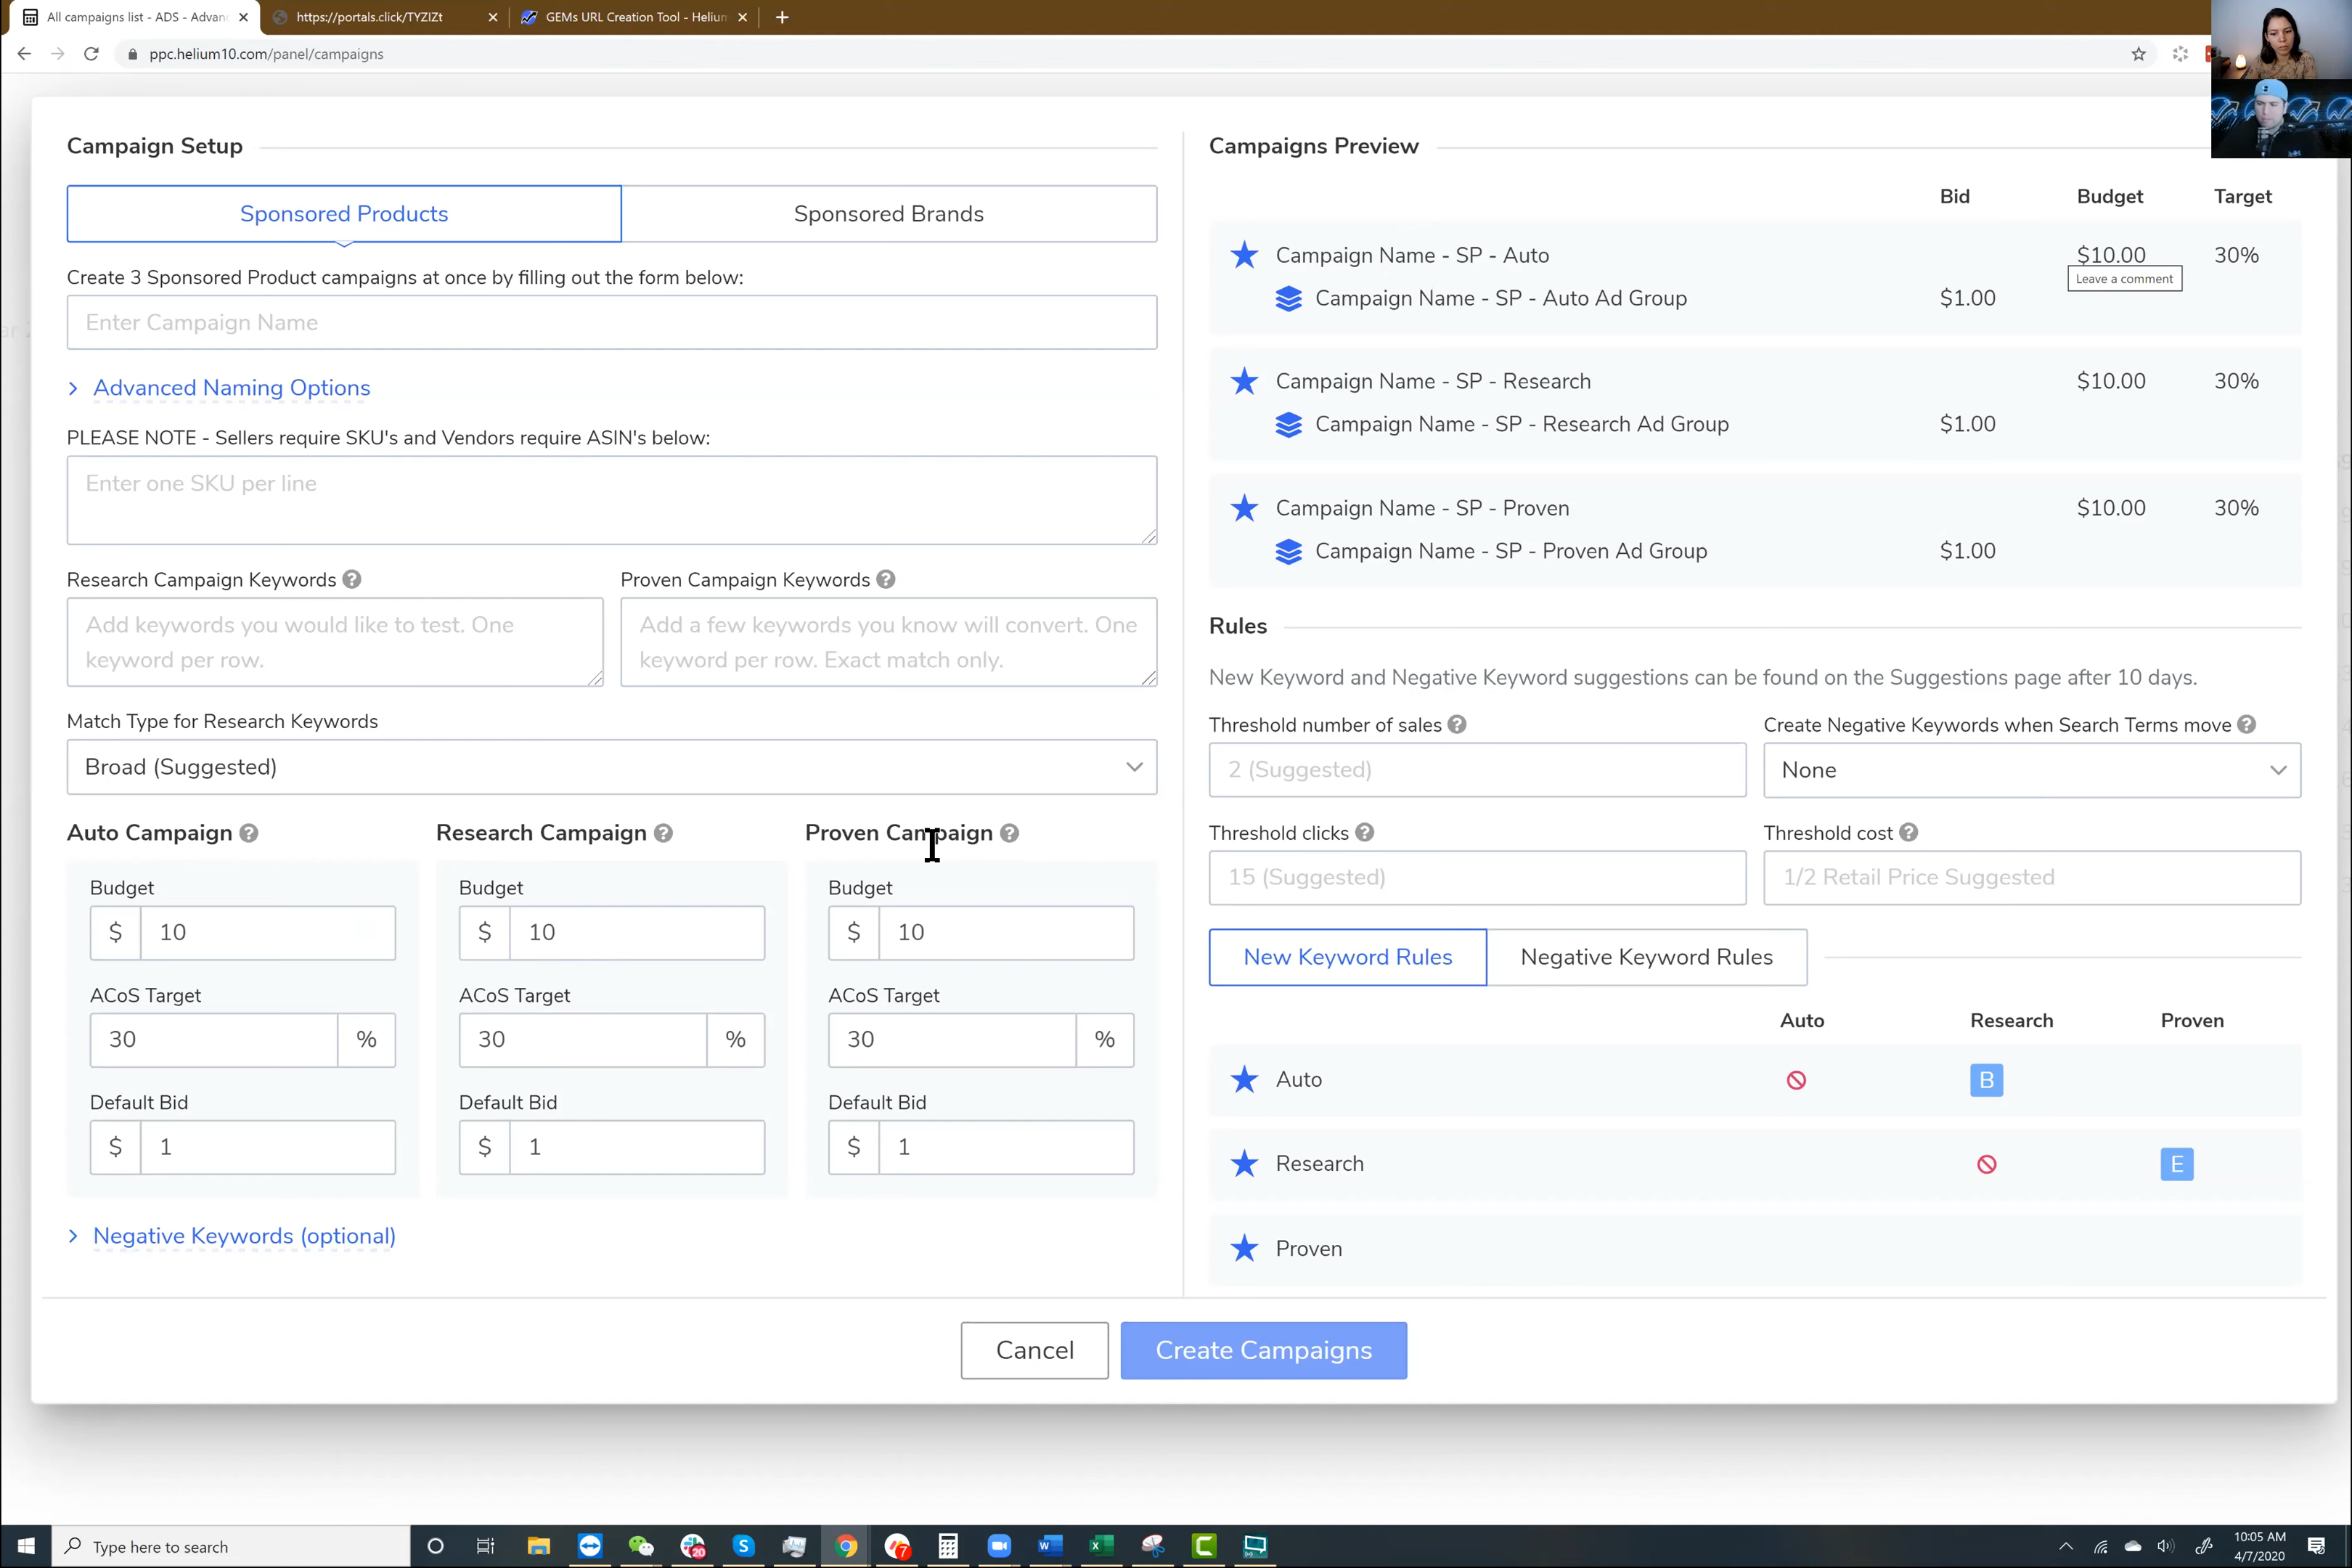 All campaigns list - ADS - Advan
https://portals.click/TYZIZt
GEMs URL Creation Tool - Helium
ppc.helium10.com/panel/campaigns
Campaign Setup
Sponsored Products
Sponsored Brands
Create 3 Sponsored Product campaigns at once by filling out the form below:
Enter Campaign Name
Advanced Naming Options
PLEASE NOTE - Sellers require SKU's and Vendors require ASIN's below:
Enter one SKU per line
Research Campaign Keywords ?
Proven Campaign Keywords ?
Add keywords you would like to test. One
keyword per row.
Add a few keywords you know will convert. One
keyword per row. Exact match only.
Match Type for Research Keywords
Broad (Suggested)
Auto Campaign ?
Research Campaign ?
Proven Campaign ?
Budget
Budget
Budget
$ 10
$ 10
$ 10
ACoS Target
ACoS Target
ACoS Target
30 %
30 %
30 %
Default Bid
Default Bid
Default Bid
$ 1
$ 1
$ 1
Negative Keywords (optional)
Campaigns Preview
Bid Budget Target
Campaign Name - SP - Auto $10.00 30%
Leave a comment
Campaign Name - SP - Auto Ad Group $1.00
Campaign Name - SP - Research $10.00 30%
Campaign Name - SP - Research Ad Group $1.00
Campaign Name - SP - Proven $10.00 30%
Campaign Name - SP - Proven Ad Group $1.00
Rules
New Keyword and Negative Keyword suggestions can be found on the Suggestions page after 10 days.
Threshold number of sales ?
Create Negative Keywords when Search Terms move ?
2 (Suggested)
None
Threshold clicks ?
Threshold cost ?
15 (Suggested)
1/2 Retail Price Suggested
New Keyword Rules
Negative Keyword Rules
Auto Research Proven
Auto B
Research E
Proven
Cancel
Create Campaigns
Type here to search
20
7
10:05 AM
4/7/2020